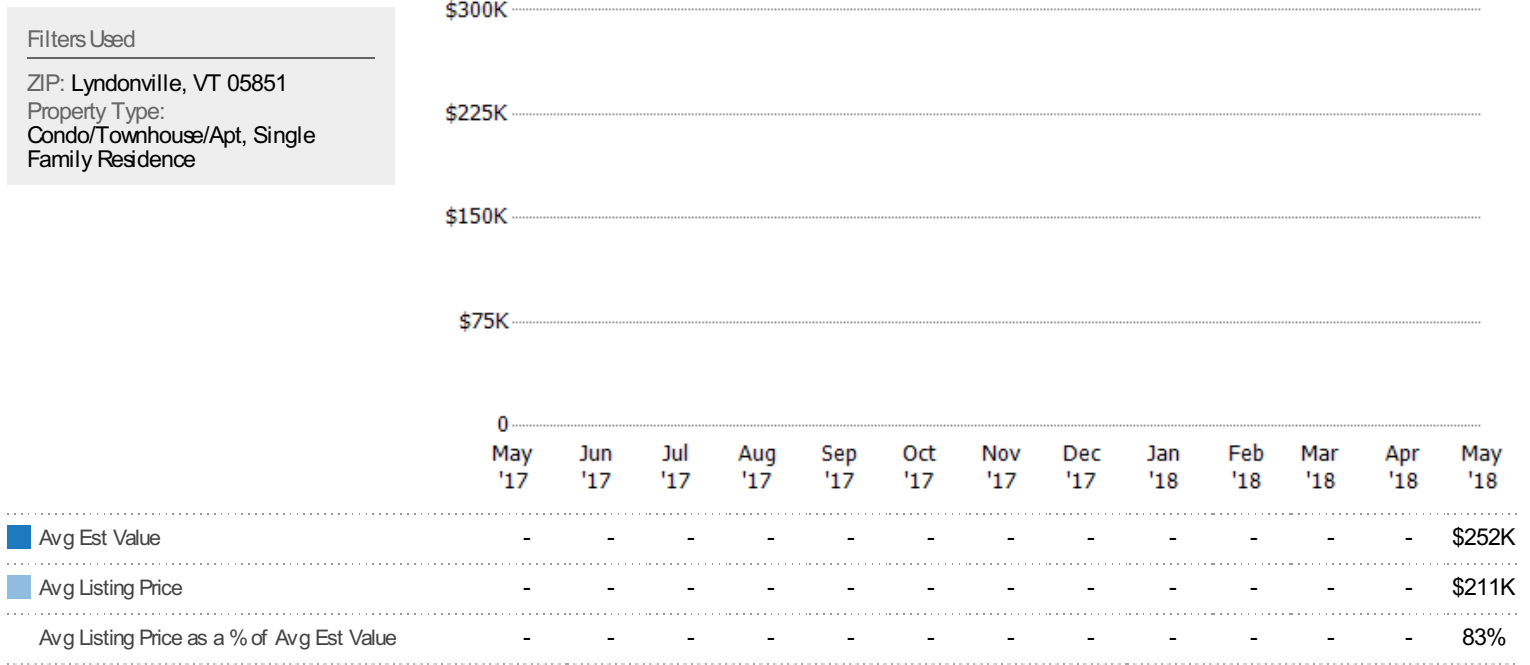 Filters Used
ZIP: Lyndonville, VT 05851
Property Type:
Condo/Townhouse/Apt, Single
Family Residence
$300K
$225K
$150K
$75K
0
May Jun Jul Aug Sep Oct Nov Dec Jan Feb Mar Apr May
'17 '17 '17 '17 '17 '17 '17 '17 '18 '18 '18 '18 '18
Avg Est Value - - - - - - - - - - - - $252K
Avg Listing Price - - - - - - - - - - - - $211K
Avg Listing Price as a % of Avg Est Value - - - - - - - - - - - - 83%